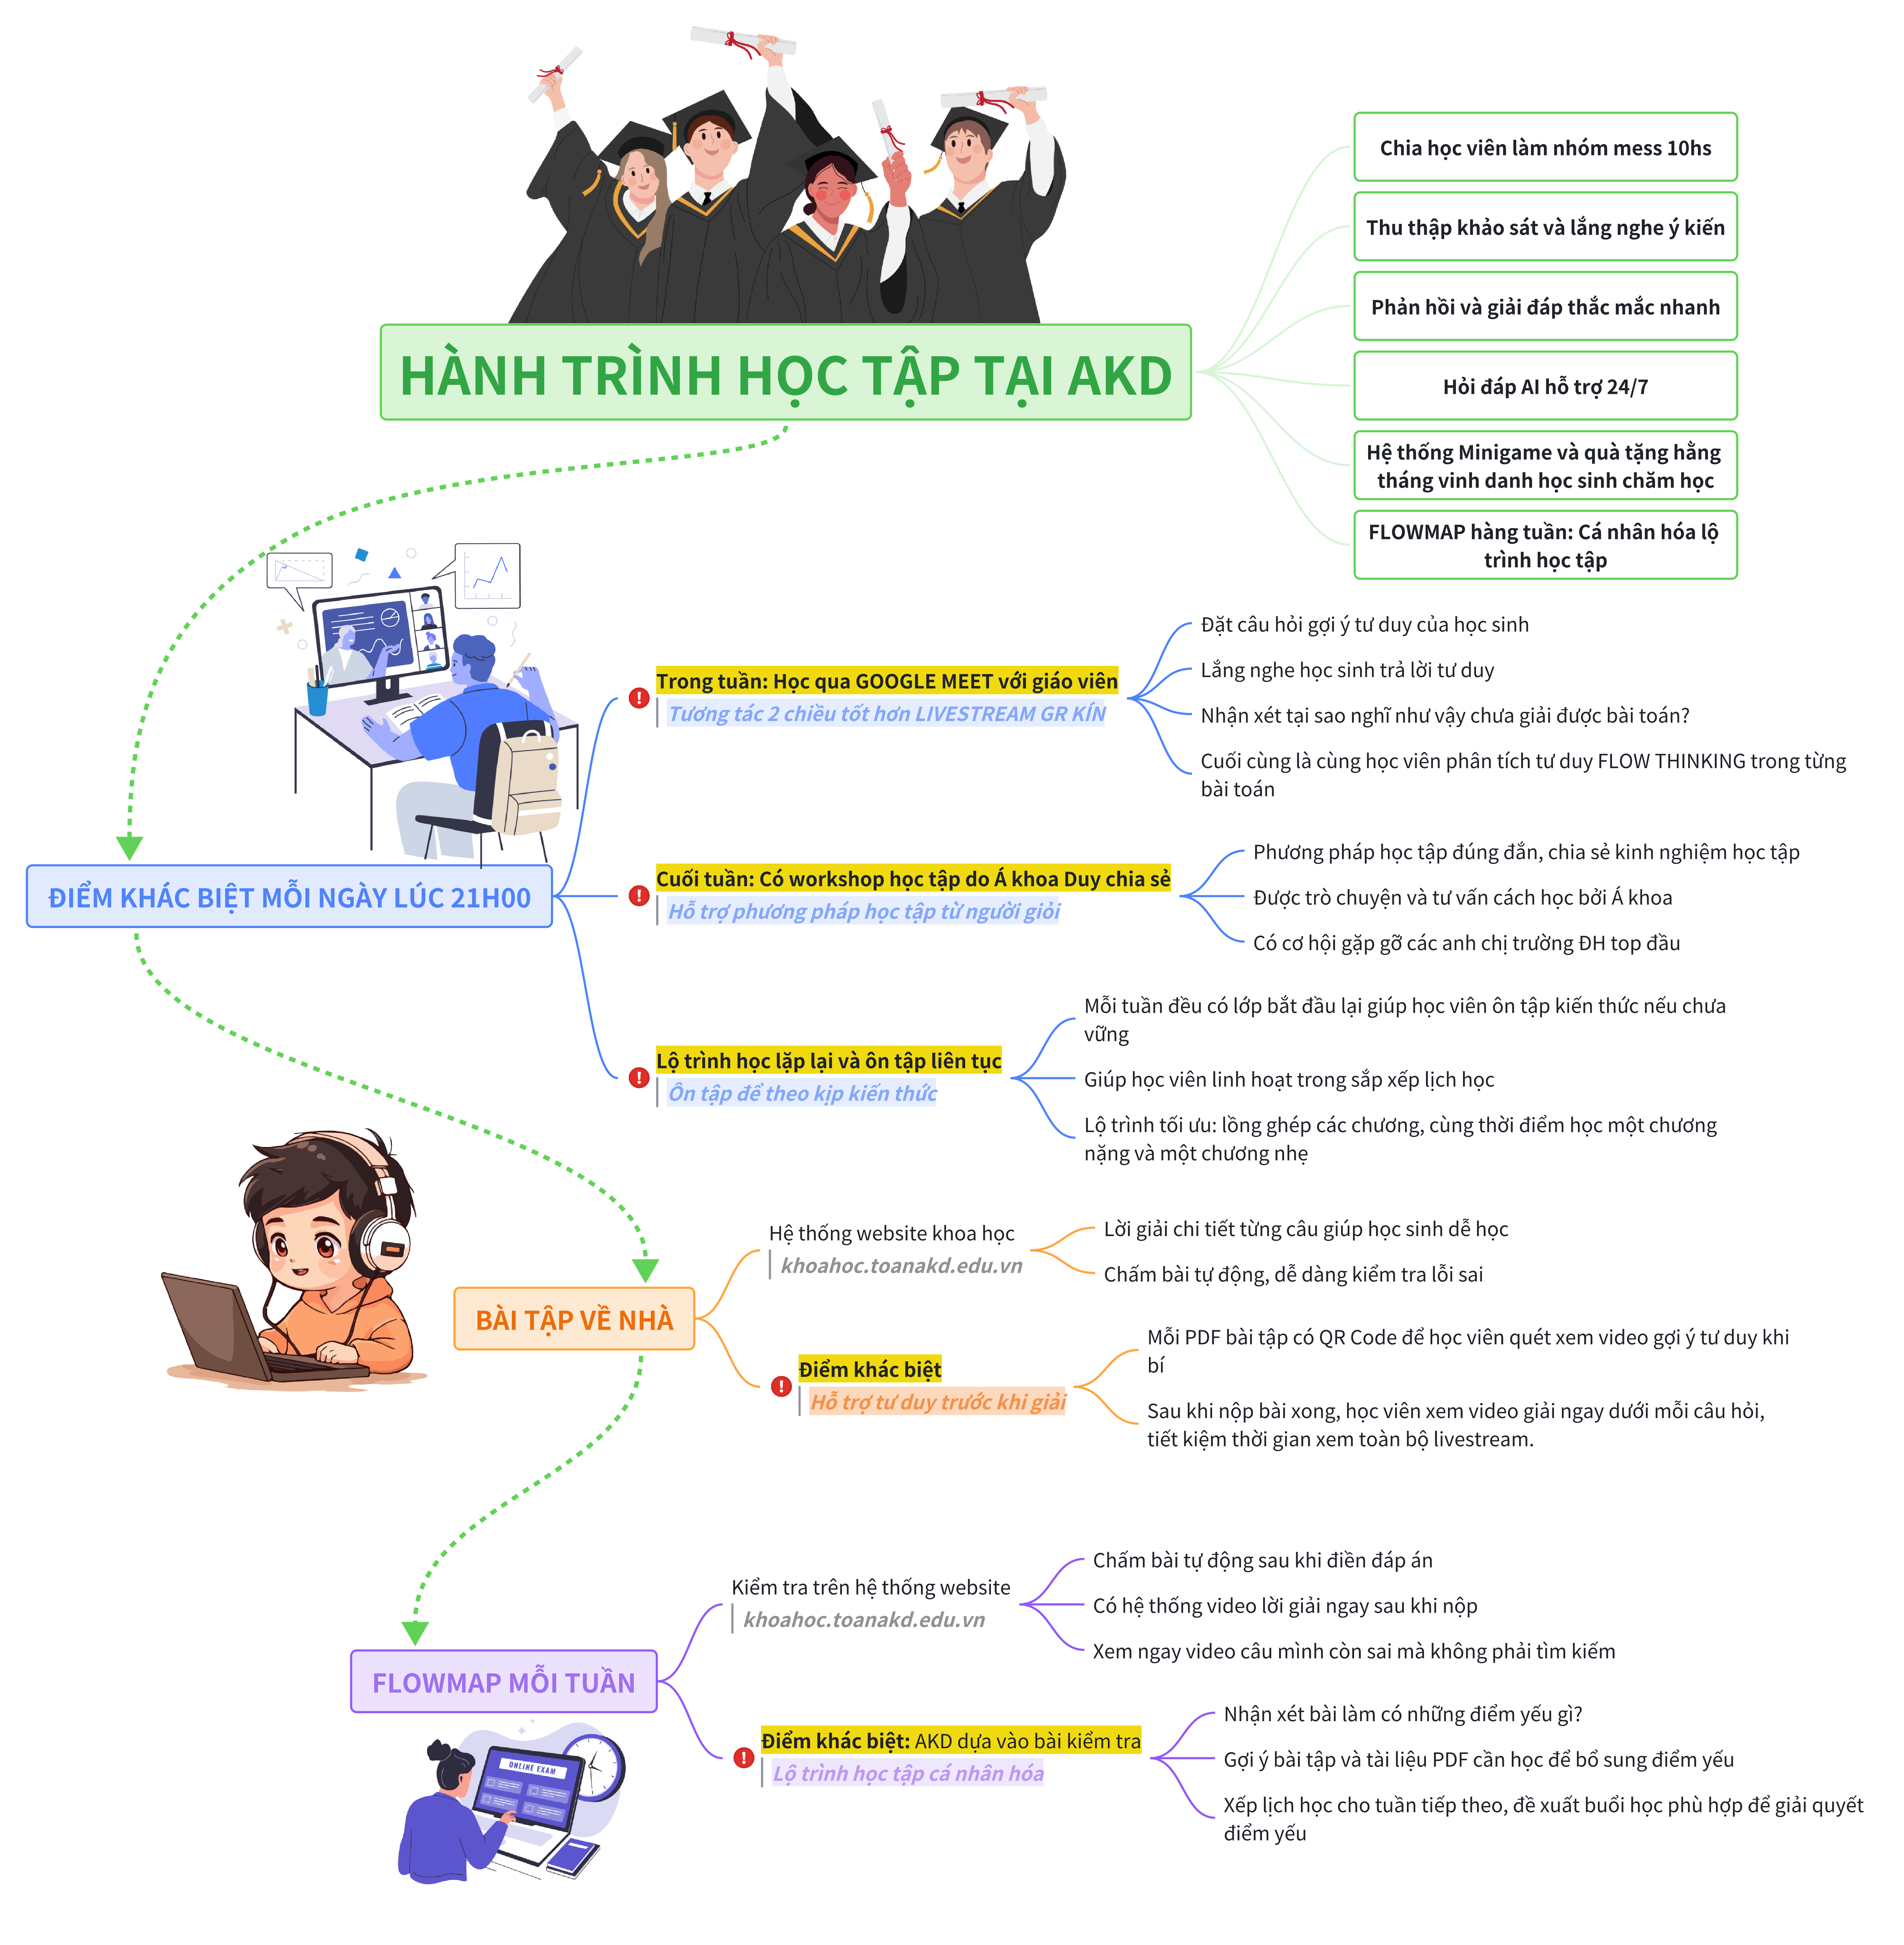 HÀNH TRÌNH HỌC TẬP TẠI AKD
Chia học viên làm nhóm mess 10hs
Thu thập khảo sát và lắng nghe ý kiến
Phản hồi và giải đáp thắc mắc nhanh
Hỏi đáp AI hỗ trợ 24/7
Hệ thống Minigame và quà tặng hằng
tháng vinh danh học sinh chăm học
FLOWMAP hàng tuần: Cá nhân hóa lộ
trình học tập
ĐIỂM KHÁC BIỆT MỖI NGÀY LÚC 21H00
Trong tuần: Học qua GOOGLE MEET với giáo viên
Tương tác 2 chiều tốt hơn LIVESTREAM GR KÍN
Đặt câu hỏi gợi ý tư duy của học sinh
Lắng nghe học sinh trả lời tư duy
Nhận xét tại sao nghĩ như vậy chưa giải được bài toán?
Cuối cùng là cùng học viên phân tích tư duy FLOW THINKING trong từng
bài toán
Cuối tuần: Có workshop học tập do Á khoa Duy chia sẻ
Hỗ trợ phương pháp học tập từ người giỏi
Phương pháp học tập đúng đắn, chia sẻ kinh nghiệm học tập
Được trò chuyện và tư vấn cách học bởi Á khoa
Có cơ hội gặp gỡ các anh chị trường ĐH top đầu
Lộ trình học lặp lại và ôn tập liên tục
Ôn tập để theo kịp kiến thức
Mỗi tuần đều có lớp bắt đầu lại giúp học viên ôn tập kiến thức nếu chưa
vững
Giúp học viên linh hoạt trong sắp xếp lịch học
Lộ trình tối ưu: lồng ghép các chương, cùng thời điểm học một chương
nặng và một chương nhẹ
BÀI TẬP VỀ NHÀ
Hệ thống website khoa học
khoahoc.toanakd.edu.vn
Lời giải chi tiết từng câu giúp học sinh dễ học
Chấm bài tự động, dễ dàng kiểm tra lỗi sai
Điểm khác biệt
Hỗ trợ tư duy trước khi giải
Mỗi PDF bài tập có QR Code để học viên quét xem video gợi ý tư duy khi
bí
Sau khi nộp bài xong, học viên xem video giải ngay dưới mỗi câu hỏi,
tiết kiệm thời gian xem toàn bộ livestream.
FLOWMAP MỖI TUẦN
Kiểm tra trên hệ thống website
khoahoc.toanakd.edu.vn
Chấm bài tự động sau khi điền đáp án
Có hệ thống video lời giải ngay sau khi nộp
Xem ngay video câu mình còn sai mà không phải tìm kiếm
Điểm khác biệt: AKD dựa vào bài kiểm tra
Lộ trình học tập cá nhân hóa
Nhận xét bài làm có những điểm yếu gì?
Gợi ý bài tập và tài liệu PDF cần học để bổ sung điểm yếu
Xếp lịch học cho tuần tiếp theo, đề xuất buổi học phù hợp để giải quyết
điểm yếu
ONLINE EXAM